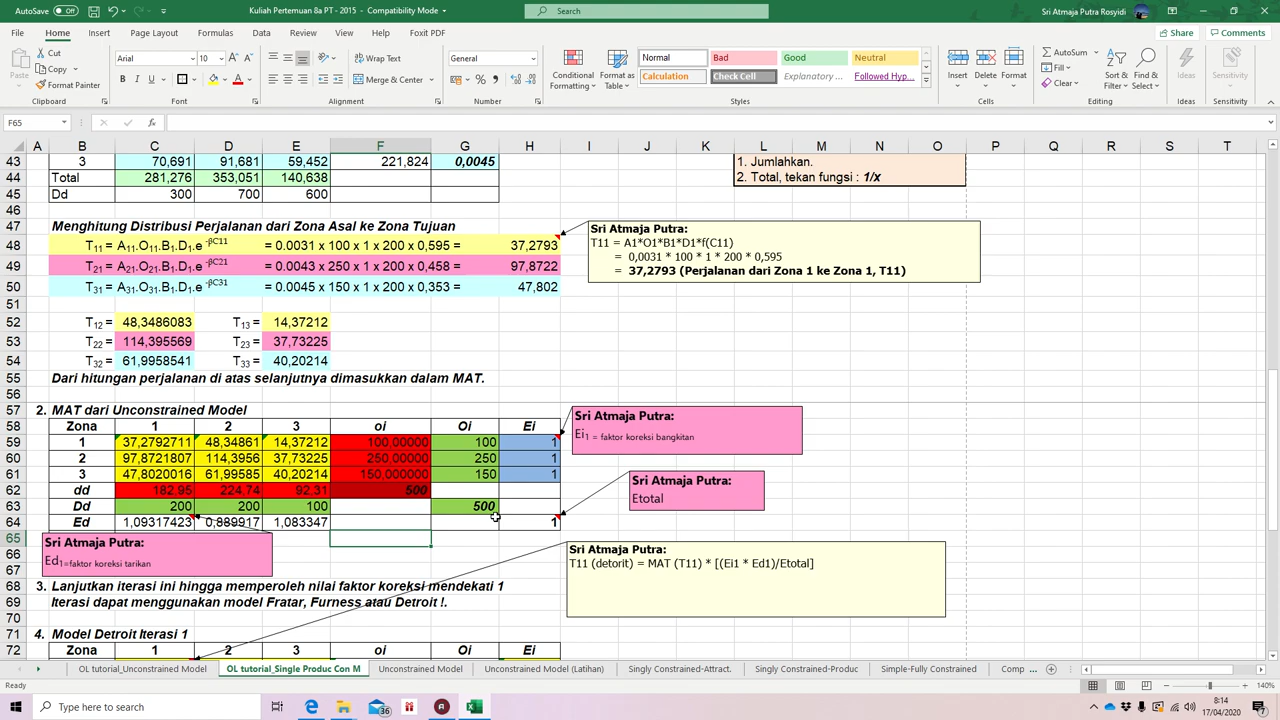 AutoSave Off Kuliah Pertemuan 8a PT - 2015 - Compatibility Mode Search Sri Atmaja Putra Rosyidi
File Home Insert Page Layout Formulas Data Review View Help Foxit PDF Share Comments
Paste Cut Copy Format Painter Arial 10 Wrap Text Merge & Center General Conditional Formatting Format as Table Normal Bad Good Neutral Calculation Check Cell Explanatory ... Followed Hyp... Insert Delete Format AutoSum Fill Clear Sort & Filter Find & Select Ideas Sensitivity
Clipboard Font Alignment Number Styles Cells Editing Ideas Sensitivity
F65
A B C D E F G H I J K L M N O P Q R S T
43 3 70,691 91,681 59,452 221,824 0,0045 1. Jumlahkan.
44 Total 281,276 353,051 140,638 2. Total, tekan fungsi : 1/x
45 Dd 300 700 600
46
47 Menghitung Distribusi Perjalanan dari Zona Asal ke Zona Tujuan
48 T11 = A11.O11.B1.D1.e -βC11 = 0.0031 x 100 x 1 x 200 x 0,595 = 37,2793
49 T21 = A21.O21.B1.D1.e -βC21 = 0.0043 x 250 x 1 x 200 x 0,458 = 97,8722
50 T31 = A31.O31.B1.D1.e -βC31 = 0.0045 x 150 x 1 x 200 x 0,353 = 47,802
Sri Atmaja Putra:
T11 = A1*O1*B1*D1*f(C11)
= 0,0031 * 100 * 1 * 200 * 0,595
= 37,2793 (Perjalanan dari Zona 1 ke Zona 1, T11)
51
52 T12 = 48,3486083 T13 = 14,37212
53 T22 = 114,395569 T23 = 37,73225
54 T32 = 61,9958541 T33 = 40,20214
55 Dari hitungan perjalanan di atas selanjutnya dimasukkan dalam MAT.
56
57 2. MAT dari Unconstrained Model
58 Zona 1 2 3 oi Oi Ei
59 1 37,2792711 48,34861 14,37212 100,00000 100 1
60 2 97,8721807 114,3956 37,73225 250,00000 250 1
61 3 47,8020016 61,99585 40,20214 150,000000 150 1
62 dd 182,95 224,74 92,31 500
63 Dd 200 200 100 500
64 Ed 1,09317423 0,889917 1,083347 1
Sri Atmaja Putra:
Ei1 = faktor koreksi bangkitan
Sri Atmaja Putra:
Etotal
65
66
67
Sri Atmaja Putra:
Ed1=faktor koreksi tarikan
Sri Atmaja Putra:
T11 (detorit) = MAT (T11) * [(Ei1 * Ed1)/Etotal]
68 3. Lanjutkan iterasi ini hingga memperoleh nilai faktor koreksi mendekati 1
69 Iterasi dapat menggunakan model Fratar, Furness atau Detroit !.
70
71 4. Model Detroit Iterasi 1
72 Zona 1 2 3 oi Oi Ei
OL tutorial_Unconstrained Model OL tutorial_Single Produc Con M Unconstrained Model Unconstrained Model (Latihan) Singly Constrained-Attract. Singly Constrained-Produc Simple-Fully Constrained Comp ...
Ready 140%
Type here to search 36 8:14
17/04/2020 7